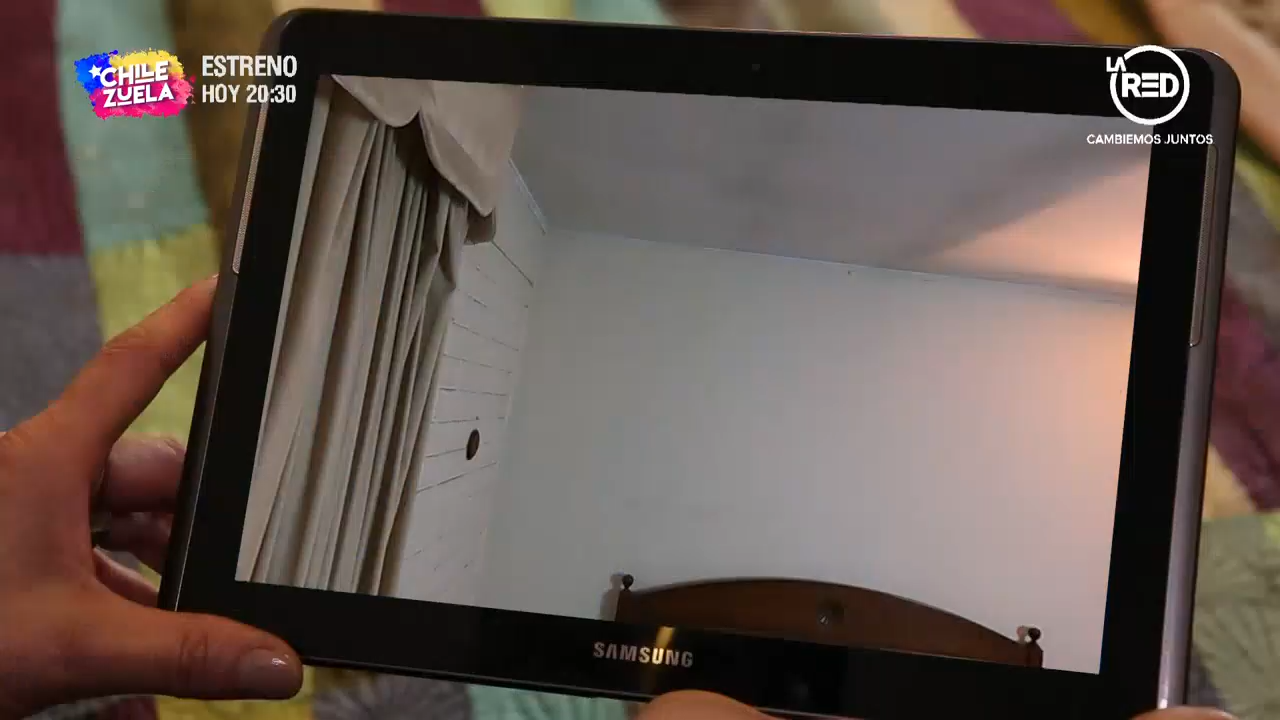 CHILE
ZUELA
ESTRENO
HOY 20:30
LA
RED
CAMBIEMOS JUNTOS
SAMSUNG